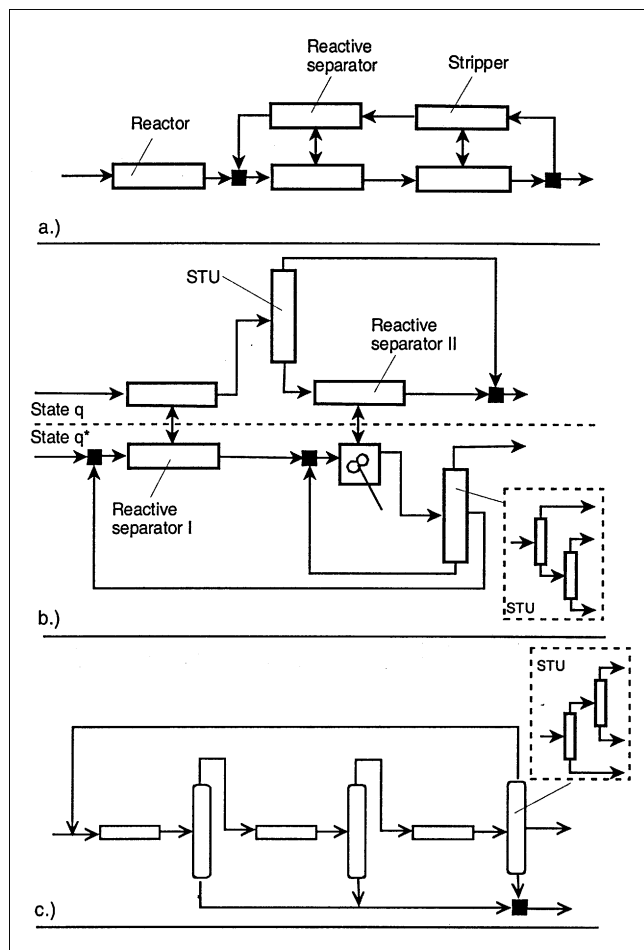 Reactive
separator
Stripper
Reactor
a.)
STU
Reactive
separator II
State q
State q*
Reactive
separator I
STU
b.)
STU
c.)